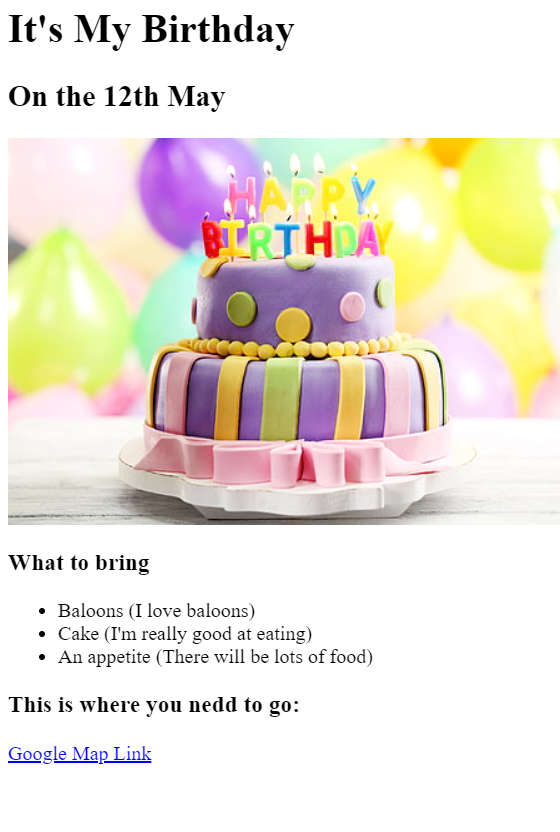 It's My Birthday
On the 12th May
HAPPY
BIRTHDAY
What to bring
Baloons (I love baloons)
Cake (I'm really good at eating)
An appetite (There will be lots of food)
This is where you nedd to go:
Google Map Link